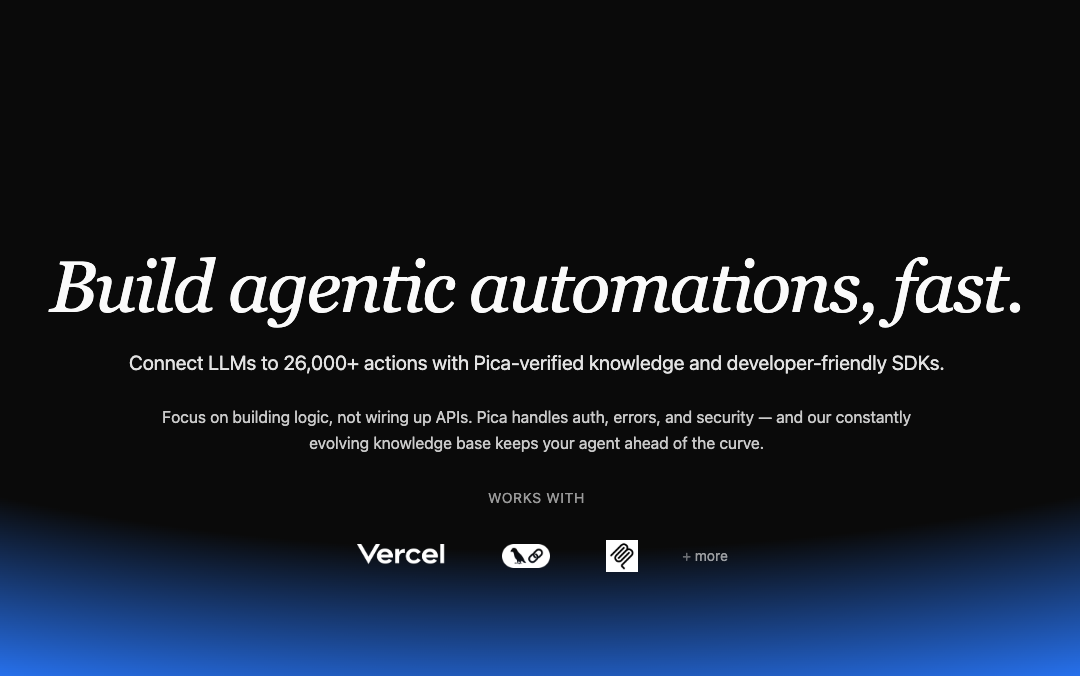 Build agentic automations, fast.
Connect LLMs to 26,000+ actions with Pica-verified knowledge and developer-friendly SDKs.
Focus on building logic, not wiring up APIs. Pica handles auth, errors, and security — and our constantly
evolving knowledge base keeps your agent ahead of the curve.
WORKS WITH
Vercel
+ more